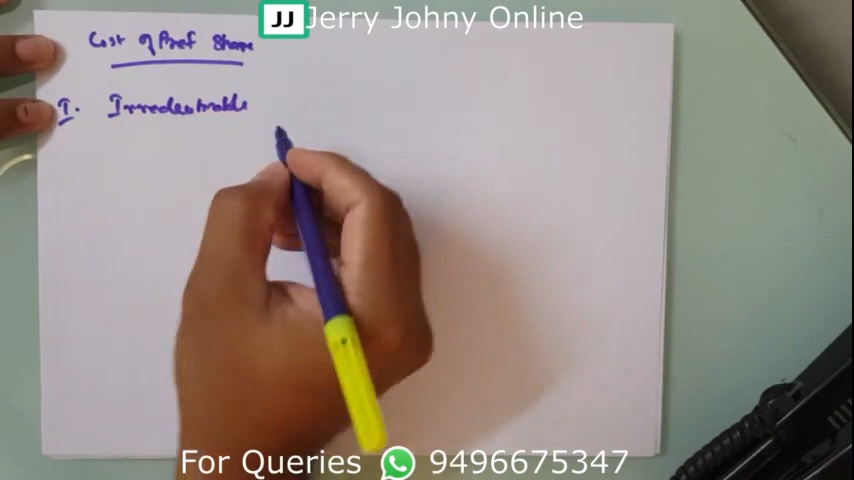 JJ Jerry Johny Online
Cost of Pref Share
I. Irredeemable
For Queries 9496675347